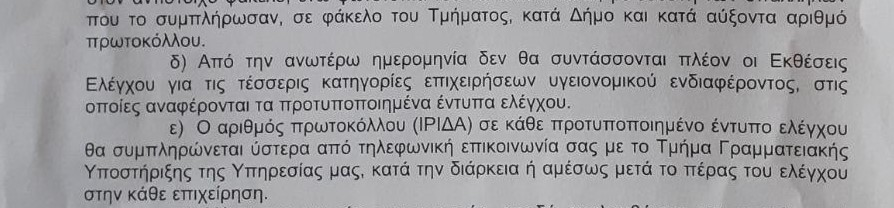 που το συμπλήρωσαν, σε φάκελο του Τμήματος, κατά Δήμο και κατά αύξοντα αριθμό
πρωτοκόλλου.
δ) Από την ανωτέρω ημερομηνία δεν θα συντάσσονται πλέον οι Εκθέσεις
Ελέγχου για τις τέσσερις κατηγορίες επιχειρήσεων υγειονομικού ενδιαφέροντος, στις
οποίες αναφέρονται τα προτυποποιημένα έντυπα ελέγχου.
ε) Ο αριθμός πρωτοκόλλου (ΙΡΙΔΑ) σε κάθε προτυποποιημένο έντυπο ελέγχου
θα συμπληρώνεται ύστερα από τηλεφωνική επικοινωνία σας με το Τμήμα Γραμματειακής
Υποστήριξης της Υπηρεσίας μας, κατά την διάρκεια ή αμέσως μετά το πέρας του ελέγχου
στην κάθε επιχείρηση.